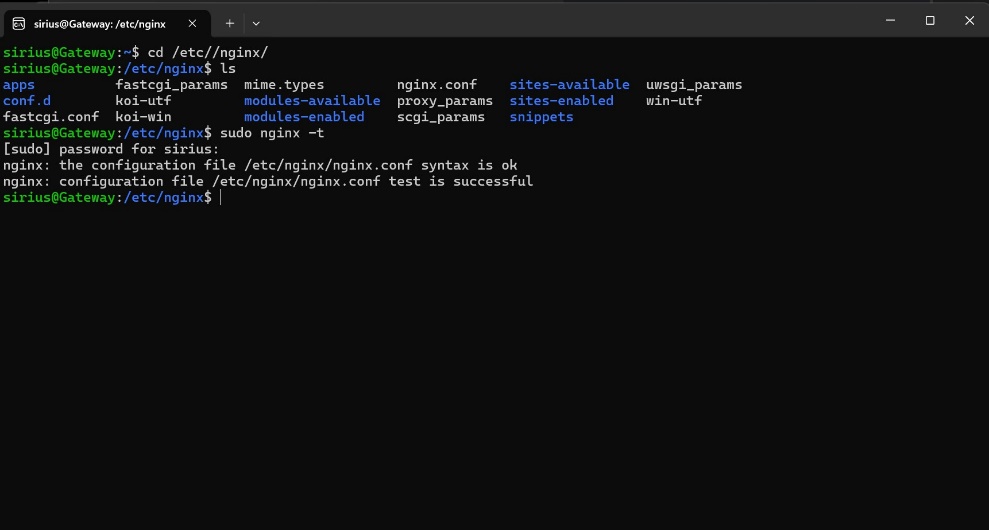 sirius@Gateway: /etc/nginx
sirius@Gateway:~$ cd /etc//nginx/
sirius@Gateway:/etc/nginx$ ls
apps fastcgi_params mime.types nginx.conf sites-available uwsgi_params
conf.d koi-utf modules-available proxy_params sites-enabled win-utf
fastcgi.conf koi-win modules-enabled scgi_params snippets
sirius@Gateway:/etc/nginx$ sudo nginx -t
[sudo] password for sirius:
nginx: the configuration file /etc/nginx/nginx.conf syntax is ok
nginx: configuration file /etc/nginx/nginx.conf test is successful
sirius@Gateway:/etc/nginx$